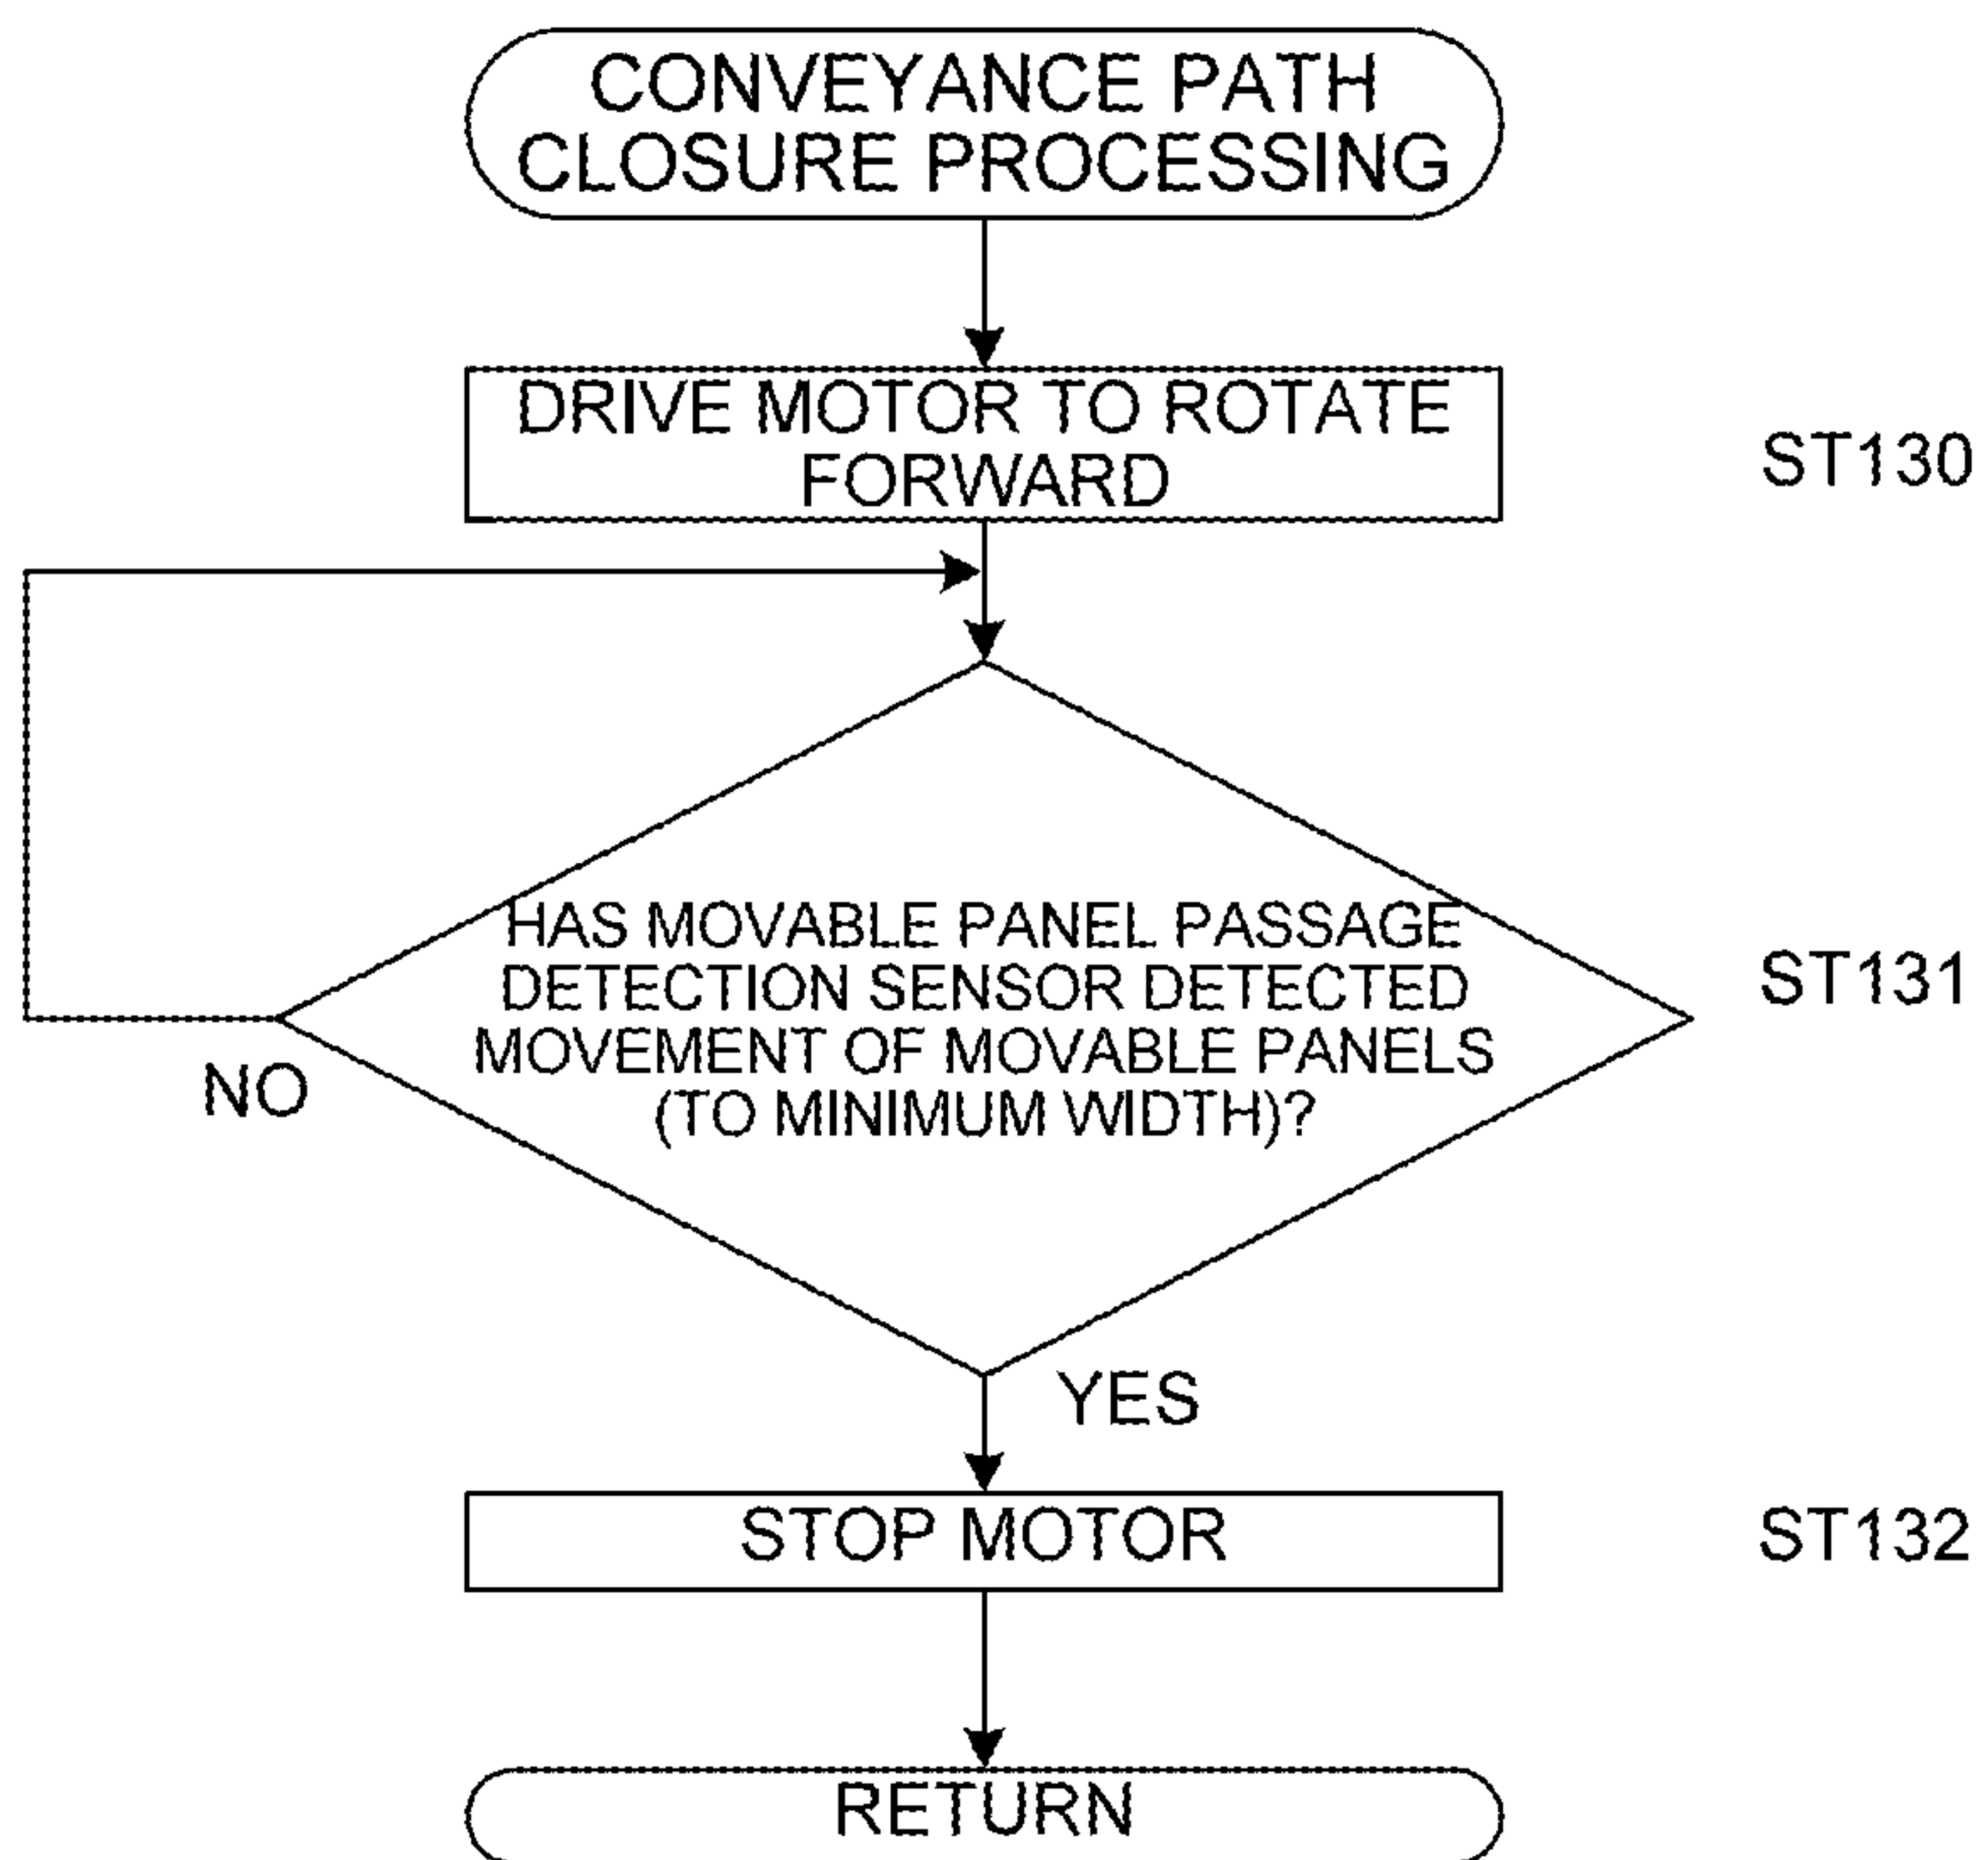 CONVEYANCE PATH
CLOSURE PROCESSING
DRIVE MOTOR TO ROTATE
FORWARD
ST130
HAS MOVABLE PANEL PASSAGE
DETECTION SENSOR DETECTED
MOVEMENT OF MOVABLE PANELS
(TO MINIMUM WIDTH)?
ST131
NO
YES
STOP MOTOR
ST132
RETURN